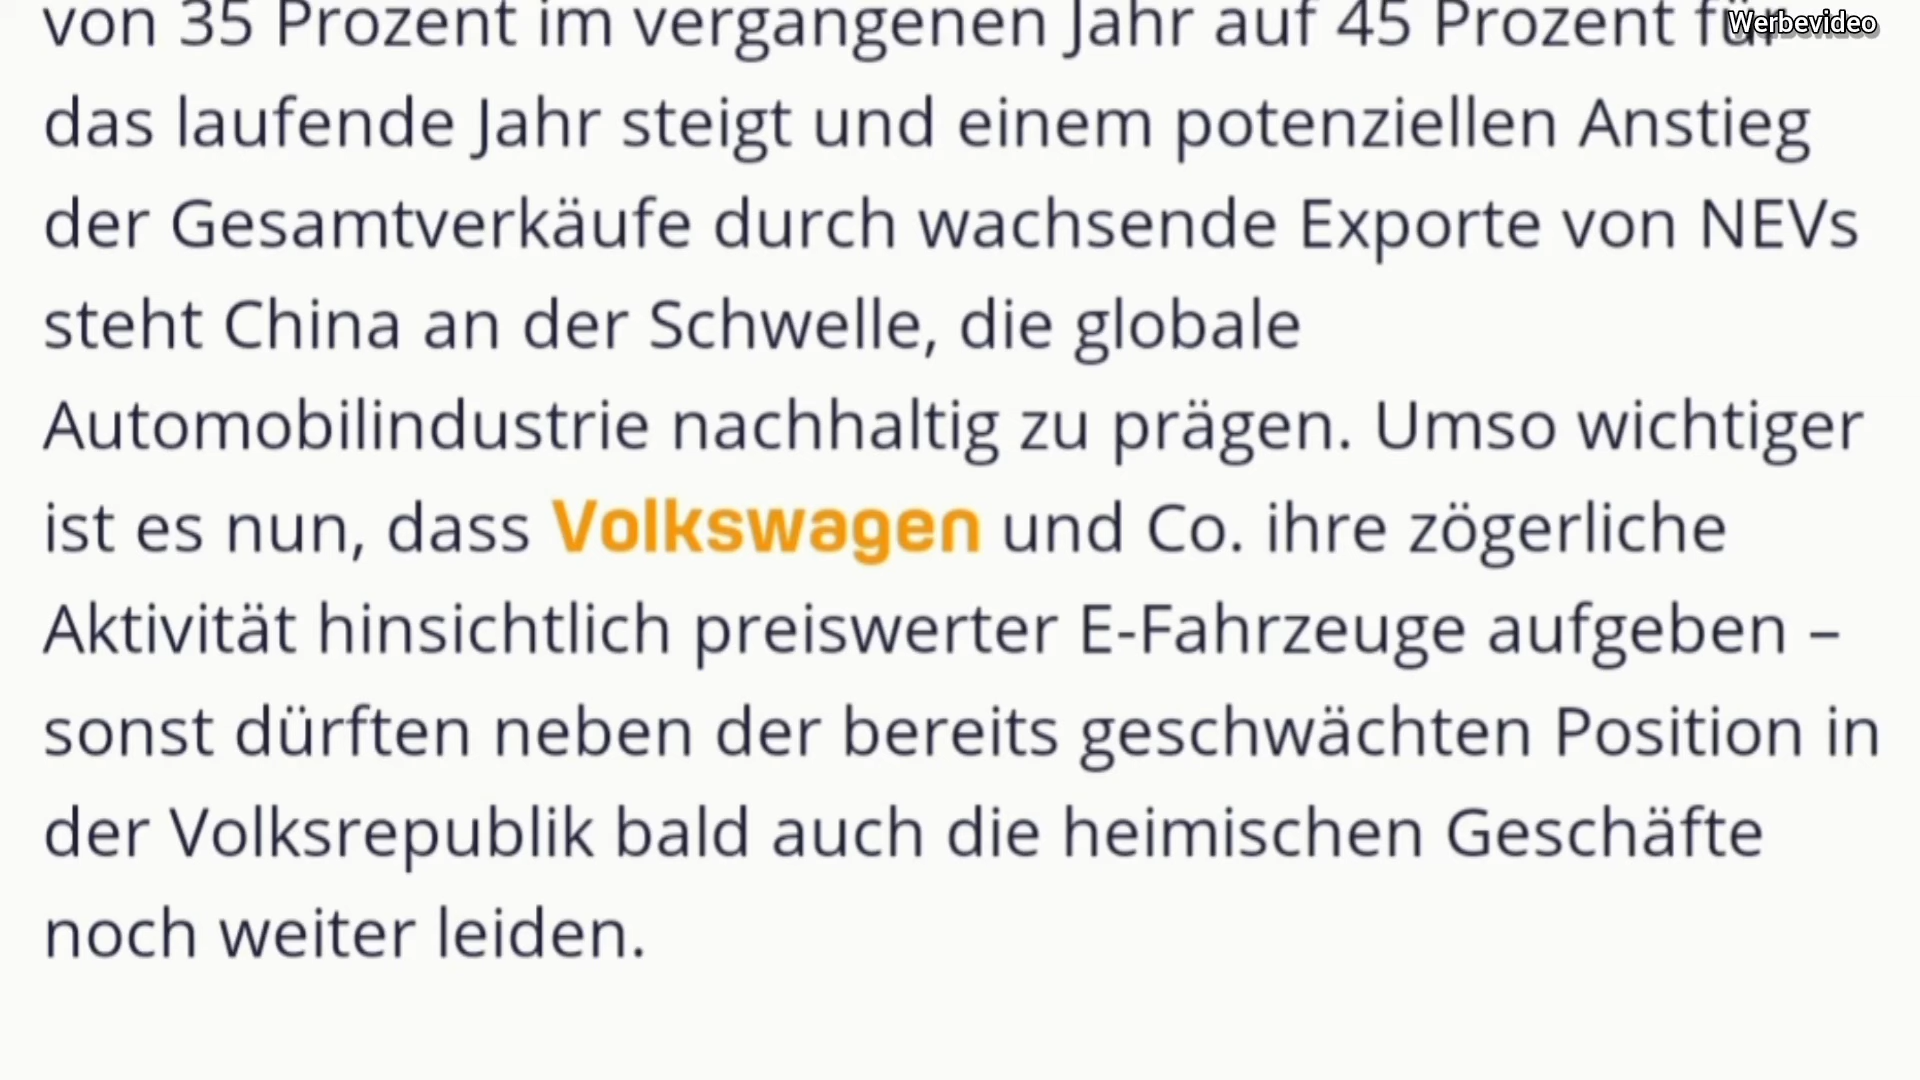 von 35 Prozent im vergangenen Jahr auf 45 Prozent für
Werbevideo
das laufende Jahr steigt und einem potenziellen Anstieg
der Gesamtverkäufe durch wachsende Exporte von NEVs
steht China an der Schwelle, die globale
Automobilindustrie nachhaltig zu prägen. Umso wichtiger
ist es nun, dass Volkswagen und Co. ihre zögerliche
Aktivität hinsichtlich preiswerter E-Fahrzeuge aufgeben –
sonst dürften neben der bereits geschwächten Position in
der Volksrepublik bald auch die heimischen Geschäfte
noch weiter leiden.